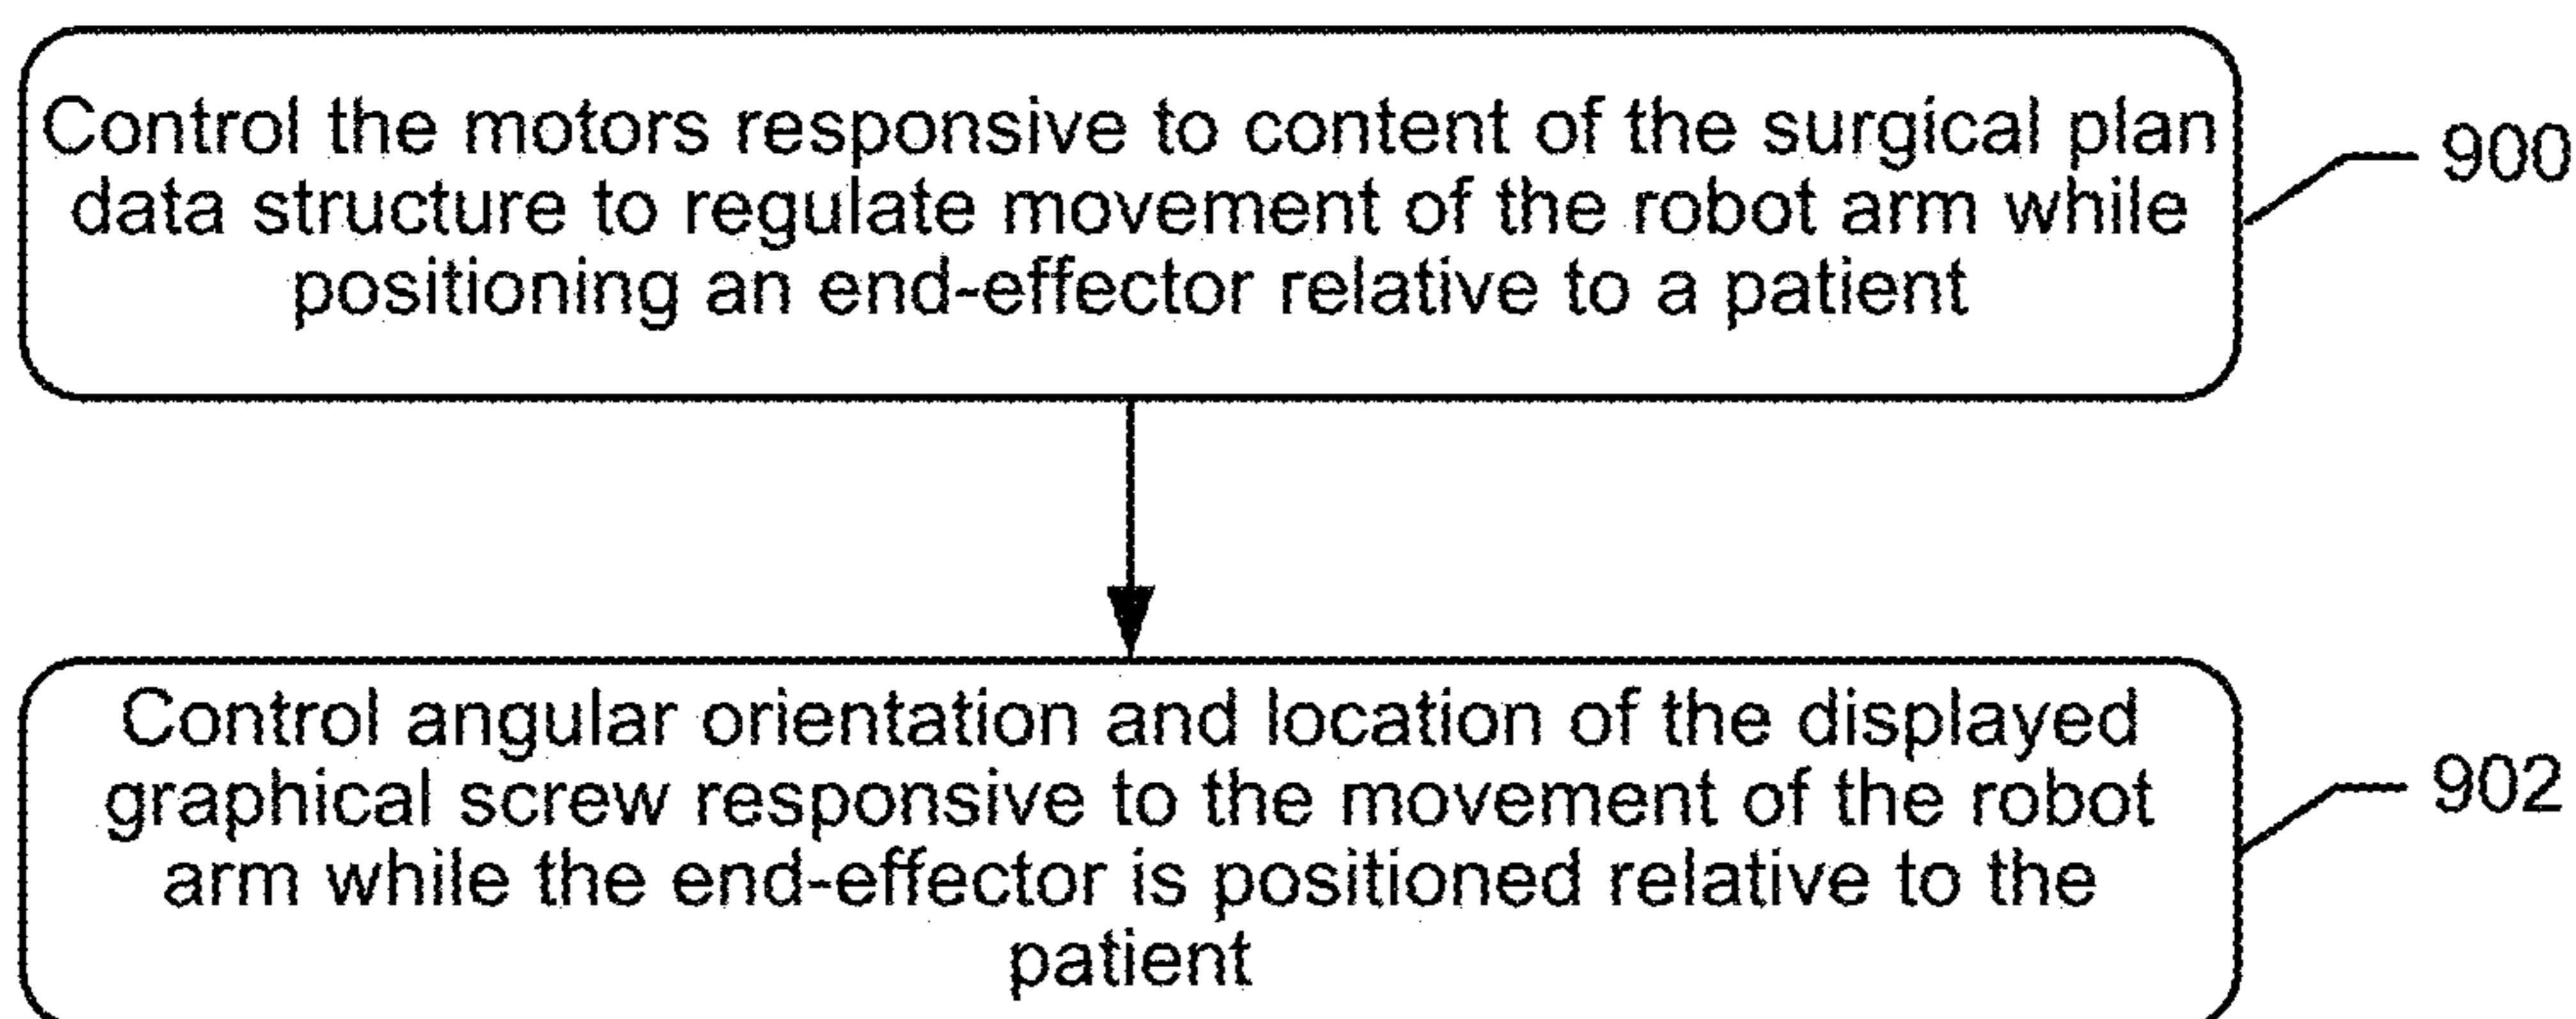 Control the motors responsive to content of the surgical plan
data structure to regulate movement of the robot arm while
positioning an end-effector relative to a patient
900
Control angular orientation and location of the displayed
graphical screw responsive to the movement of the robot
arm while the end-effector is positioned relative to the
patient
902